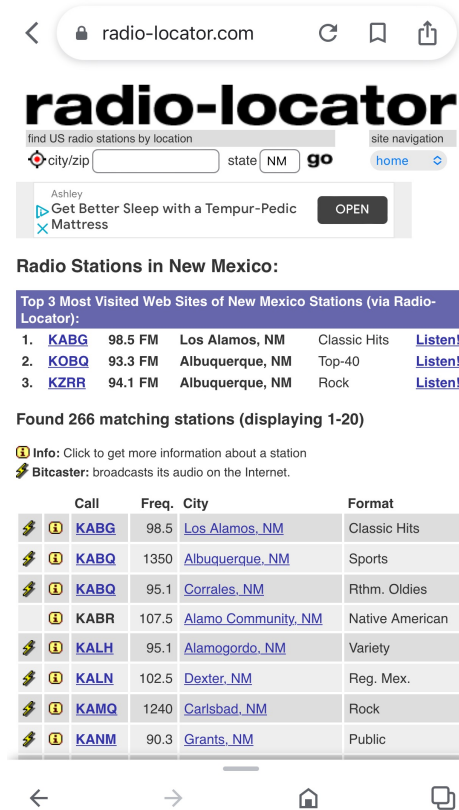 radio-locator.com
radio-locator
find US radio stations by location
site navigation
city/zip state NM go
home
Ashley
Get Better Sleep with a Tempur-Pedic
Mattress
OPEN
Radio Stations in New Mexico:
Top 3 Most Visited Web Sites of New Mexico Stations (via Radio-
Locator):
1. KABG 98.5 FM Los Alamos, NM Classic Hits Listen!
2. KOBQ 93.3 FM Albuquerque, NM Top-40 Listen!
3. KZRR 94.1 FM Albuquerque, NM Rock Listen!
Found 266 matching stations (displaying 1-20)
Info: Click to get more information about a station
Bitcaster: broadcasts its audio on the Internet.
Call Freq. City Format
KABG 98.5 Los Alamos, NM Classic Hits
KABQ 1350 Albuquerque, NM Sports
KABQ 95.1 Corrales, NM Rthm. Oldies
KABR 107.5 Alamo Community, NM Native American
KALH 95.1 Alamogordo, NM Variety
KALN 102.5 Dexter, NM Reg. Mex.
KAMQ 1240 Carlsbad, NM Rock
KANM 90.3 Grants, NM Public